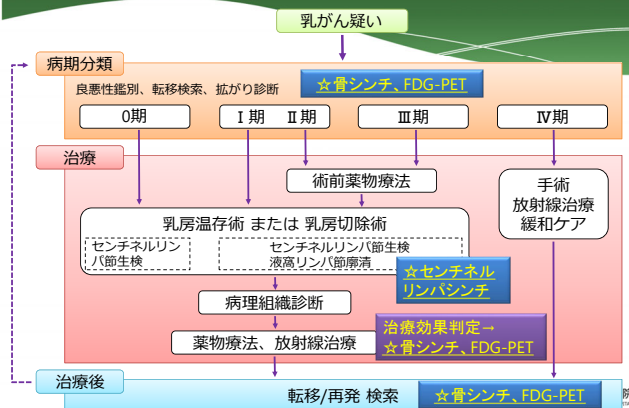 乳がん疑い
病期分類
良悪性鑑別、転移検索、拡がり診断
☆骨シンチ、FDG-PET
0期
Ⅰ期 Ⅱ期
Ⅲ期
Ⅳ期
治療
術前薬物療法
手術
放射線治療
緩和ケア
乳房温存術 または 乳房切除術
センチネルリン
パ節生検
センチネルリンパ節生検
腋窩リンパ節廓清
☆センチネル
リンパシンチ
病理組織診断
治療効果判定→
☆骨シンチ、FDG-PET
薬物療法、放射線治療
治療後
転移/再発 検索
☆骨シンチ、FDG-PET
院